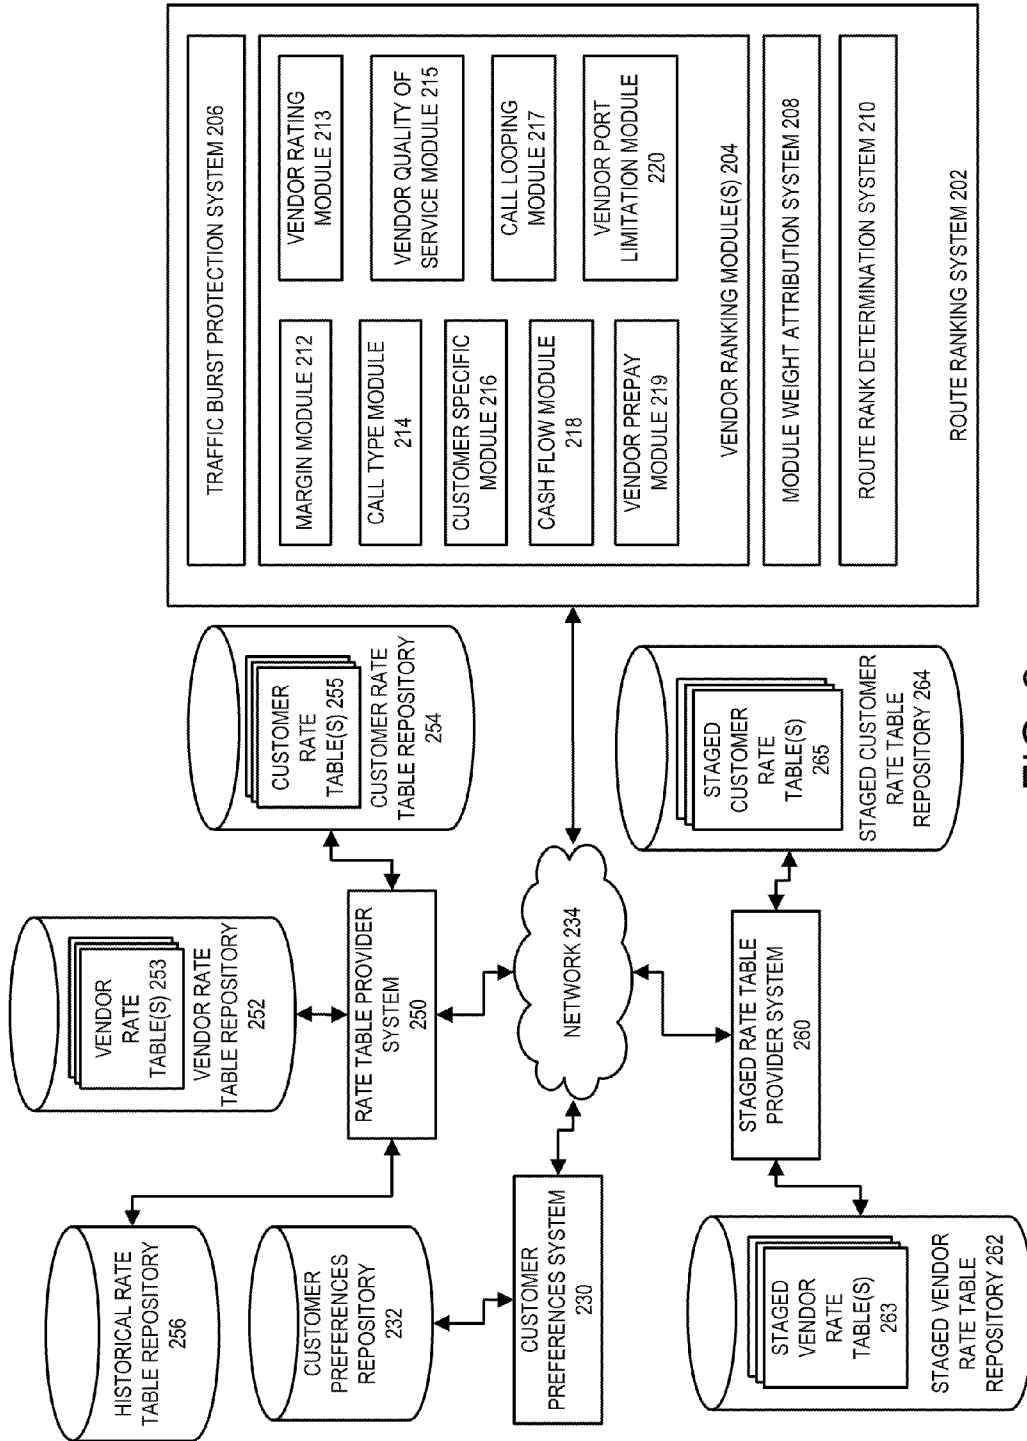 HISTORICAL RATE
TABLE REPOSITORY
256
VENDOR
RATE
TABLE(S) 253
VENDOR RATE
TABLE REPOSITORY
252
CUSTOMER
RATE
TABLE(S) 255
CUSTOMER RATE
TABLE REPOSITORY
254
CUSTOMER
PREFERENCES
REPOSITORY
232
RATE TABLE PROVIDER
SYSTEM
250
CUSTOMER
PREFERENCES SYSTEM
230
NETWORK 234
STAGED RATE TABLE
PROVIDER SYSTEM
260
STAGED
VENDOR
RATE
TABLE(S)
263
STAGED VENDOR
RATE TABLE
REPOSITORY 262
STAGED
CUSTOMER
RATE
TABLE(S)
265
STAGED CUSTOMER
RATE TABLE
REPOSITORY 264
TRAFFIC BURST PROTECTION SYSTEM 206
MARGIN MODULE 212
VENDOR RATING
MODULE 213
CALL TYPE MODULE
214
VENDOR QUALITY OF
SERVICE MODULE 215
CUSTOMER SPECIFIC
MODULE 216
CALL LOOPING
MODULE 217
CASH FLOW MODULE
218
VENDOR PREPAY
MODULE 219
VENDOR PORT
LIMITATION MODULE
220
VENDOR RANKING MODULE(S) 204
MODULE WEIGHT ATTRIBUTION SYSTEM 208
ROUTE RANK DETERMINATION SYSTEM 210
ROUTE RANKING SYSTEM 202